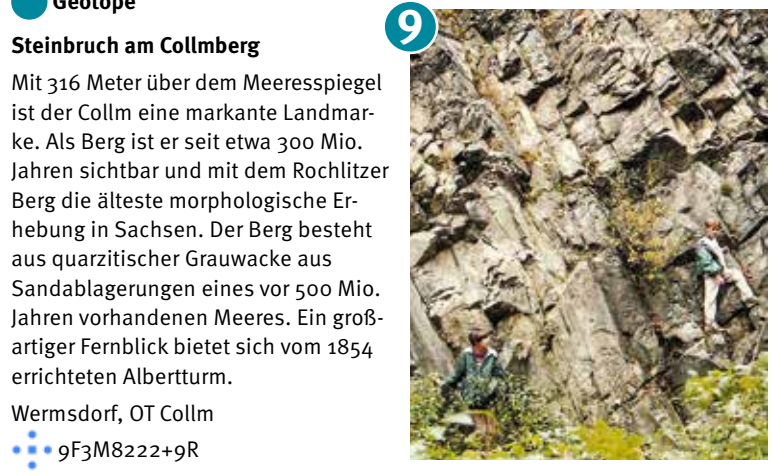 Geotope
Steinbruch am Collmberg
Mit 316 Meter über dem Meeresspiegel
ist der Collm eine markante Landmar-
ke. Als Berg ist er seit etwa 300 Mio.
Jahren sichtbar und mit dem Rochlitzer
Berg die älteste morphologische Er-
hebung in Sachsen. Der Berg besteht
aus quarzitischer Grauwacke aus
Sandablagerungen eines vor 500 Mio.
Jahren vorhandenen Meeres. Ein groß-
artiger Fernblick bietet sich vom 1854
errichteten Albertturm.
Wermsdorf, OT Collm
9F3M8222+9R
9